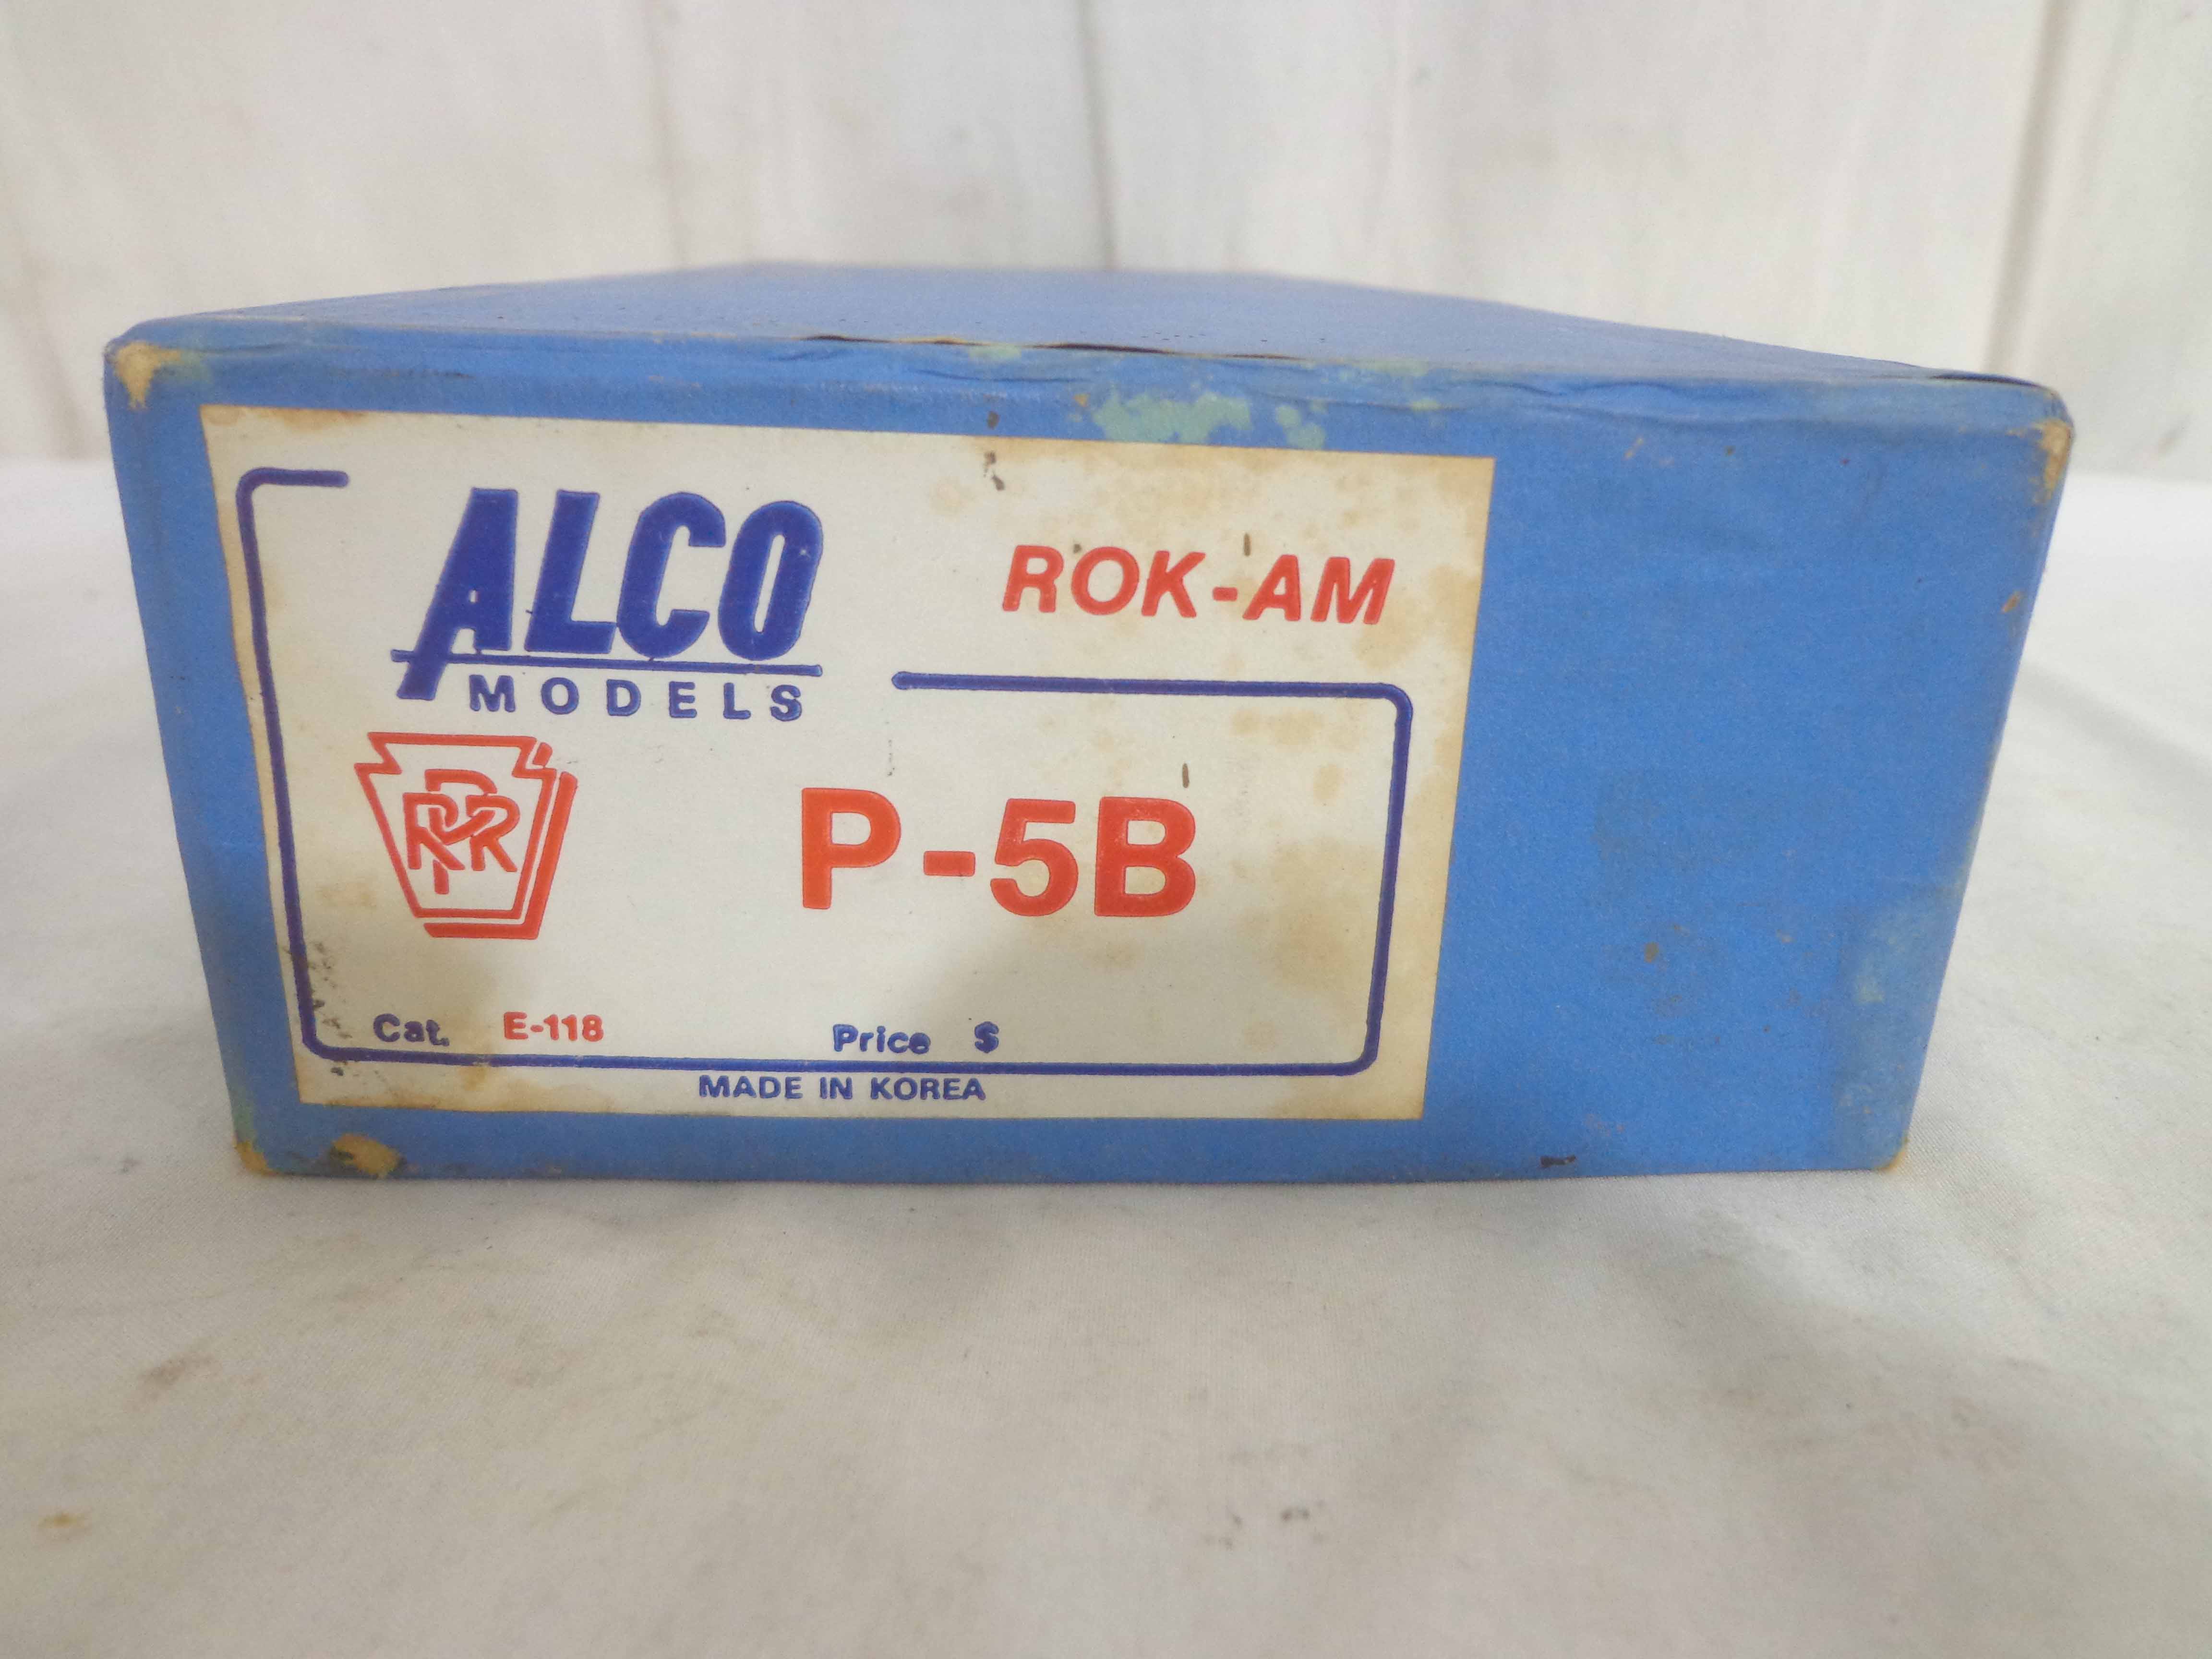 ALCO
MODELS
ROK-AM
PRR
P-5B
Cat. E-118 Price $
MADE IN KOREA